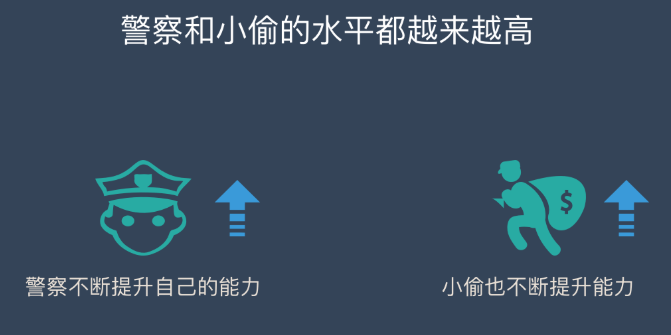 警察和小偷的水平都越来越高
$
警察不断提升自己的能力
小偷也不断提升能力